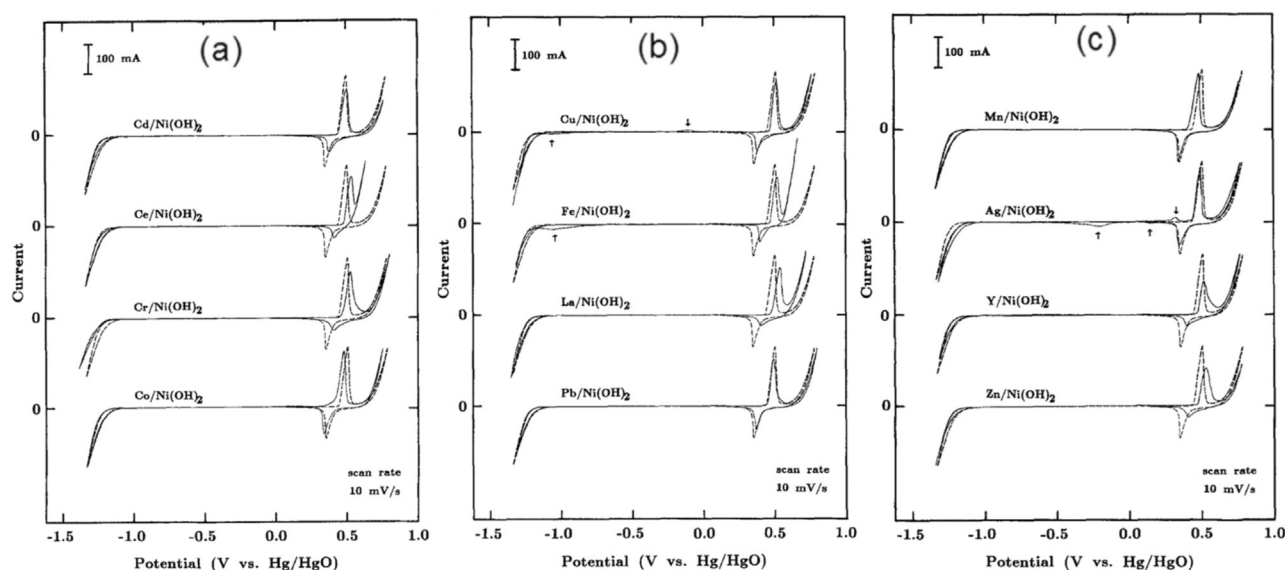 (a)
100 mA
Cd/Ni(OH)2
0
Ce/Ni(OH)2
0
Cr/Ni(OH)2
0
Co/Ni(OH)2
0
Current
scan rate
10 mV/s
-1.5 -1.0 -0.5 0.0 0.5 1.0
Potential (V vs. Hg/HgO)
(b)
100 mA
Cu/Ni(OH)2
0
Fe/Ni(OH)2
0
La/Ni(OH)2
0
Pb/Ni(OH)2
0
Current
scan rate
10 mV/s
-1.5 -1.0 -0.5 0.0 0.5 1.0
Potential (V vs. Hg/HgO)
(c)
100 mA
Mn/Ni(OH)2
0
Ag/Ni(OH)2
0
Y/Ni(OH)2
0
Zn/Ni(OH)2
0
Current
scan rate
10 mV/s
-1.5 -1.0 -0.5 0.0 0.5 1.0
Potential (V vs. Hg/HgO)